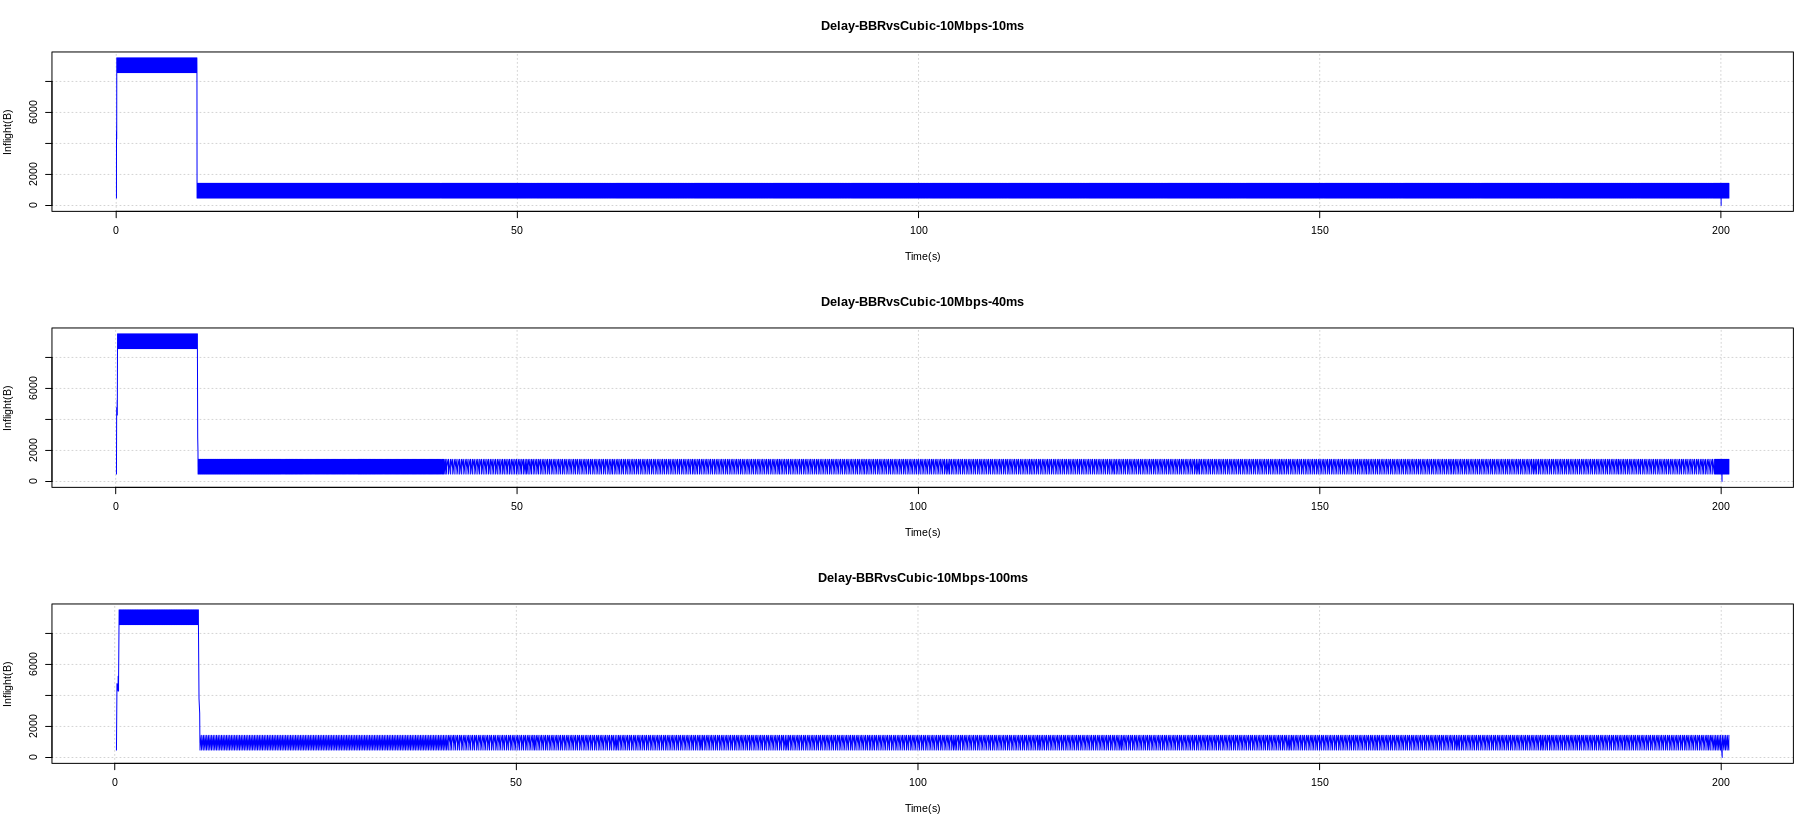 Delay-BBRvsCubic-10Mbps-10ms
Inflight(B)
6000
2000
0
0 50 100 150 200
Time(s)
Delay-BBRvsCubic-10Mbps-40ms
Inflight(B)
6000
2000
0
0 50 100 150 200
Time(s)
Delay-BBRvsCubic-10Mbps-100ms
Inflight(B)
6000
2000
0
0 50 100 150 200
Time(s)